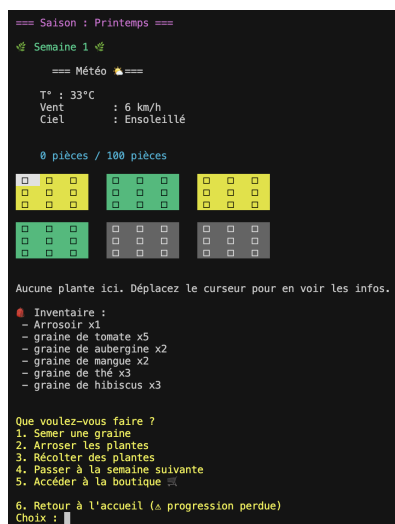 === Saison : Printemps ===
🌿 Semaine 1 🌿
=== Météo 🌤️===
T° : 33°C
Vent : 6 km/h
Ciel : Ensoleillé
0 pièces / 100 pièces
□ □ □ □ □ □ □ □ □
□ □ □ □ □ □ □ □ □
□ □ □ □ □ □ □ □ □
□ □ □ □ □ □ □ □ □
□ □ □ □ □ □ □ □ □
□ □ □ □ □ □ □ □ □
Aucune plante ici. Déplacez le curseur pour en voir les infos.
🎒 Inventaire :
– Arrosoir x1
– graine de tomate x5
– graine de aubergine x2
– graine de mangue x2
– graine de thé x3
– graine de hibiscus x3
Que voulez-vous faire ?
1. Semer une graine
2. Arroser les plantes
3. Récolter des plantes
4. Passer à la semaine suivante
5. Accéder à la boutique 🛒
6. Retour à l'accueil (⚠ progression perdue)
Choix :